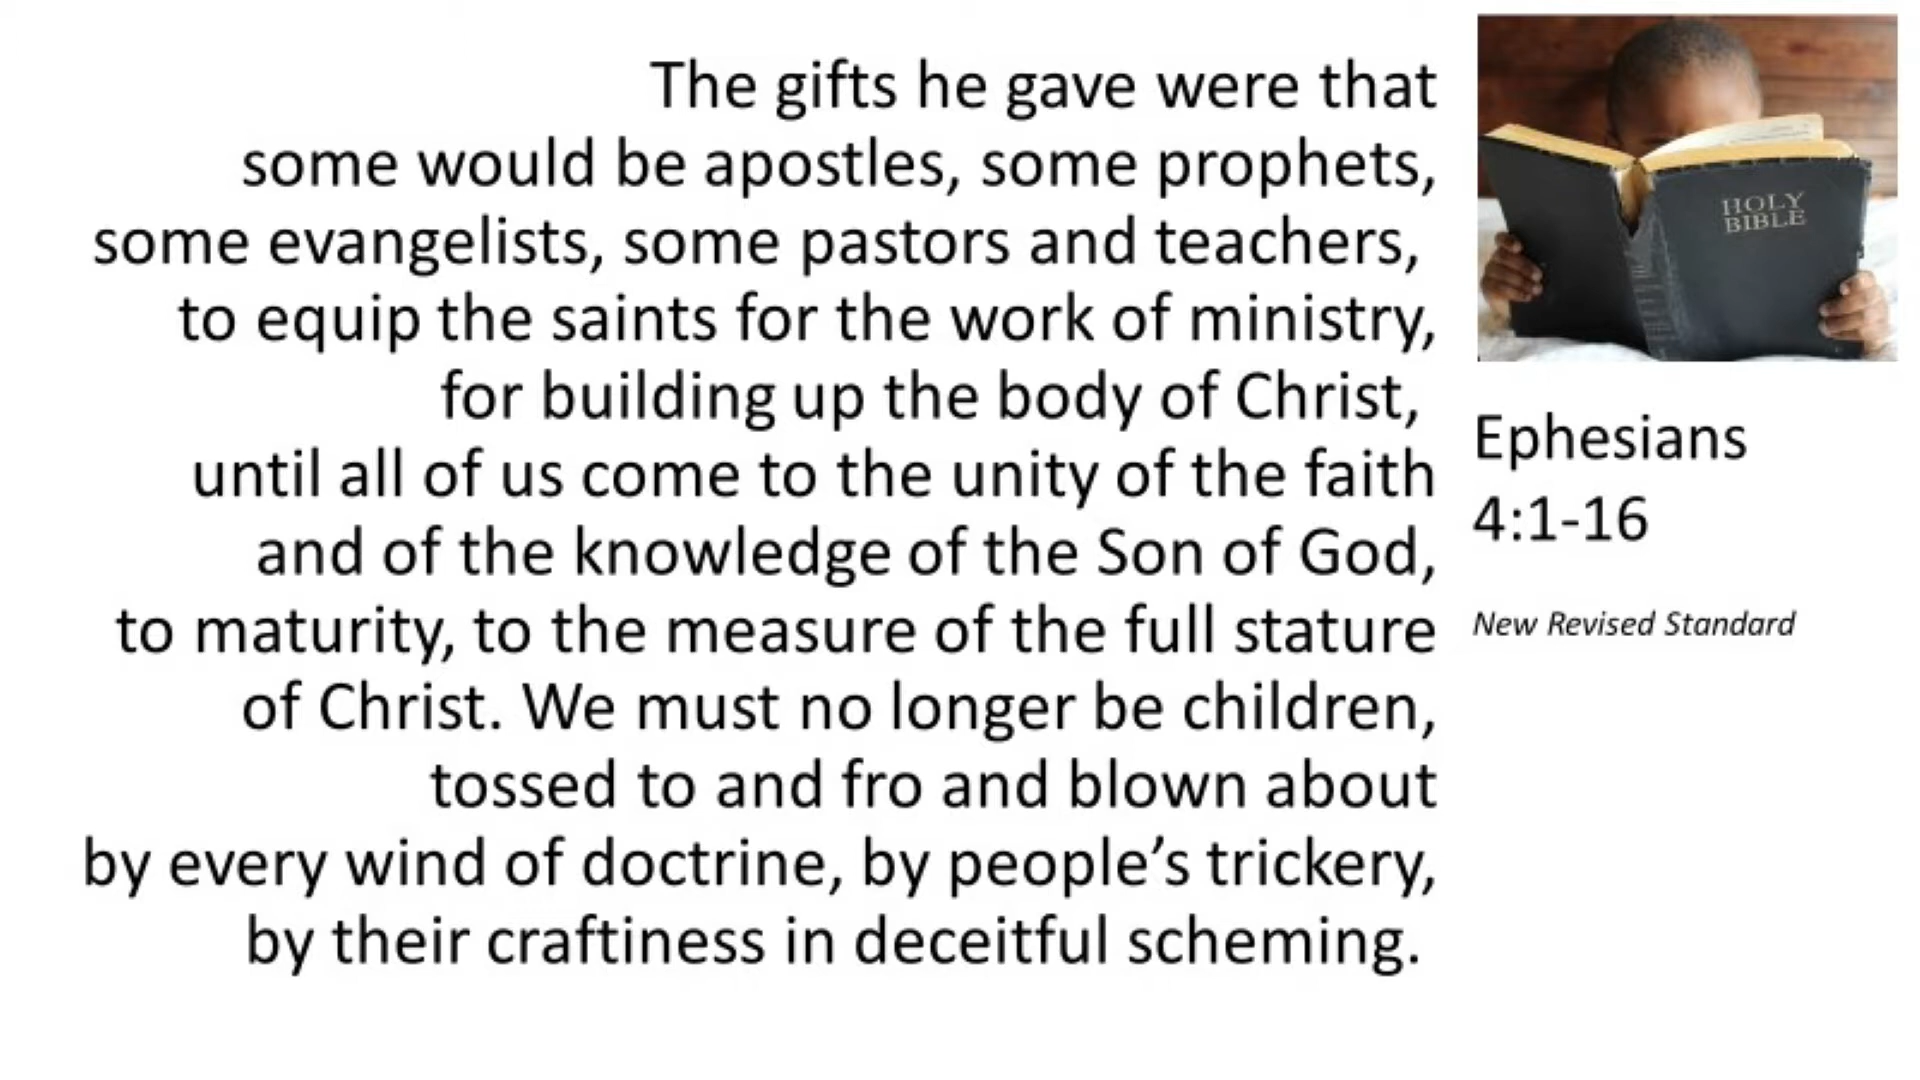 The gifts he gave were that
some would be apostles, some prophets,
some evangelists, some pastors and teachers,
to equip the saints for the work of ministry,
for building up the body of Christ,
until all of us come to the unity of the faith
and of the knowledge of the Son of God,
to maturity, to the measure of the full stature
of Christ. We must no longer be children,
tossed to and fro and blown about
by every wind of doctrine, by people’s trickery,
by their craftiness in deceitful scheming.
HOLY
BIBLE
Ephesians
4:1-16
New Revised Standard